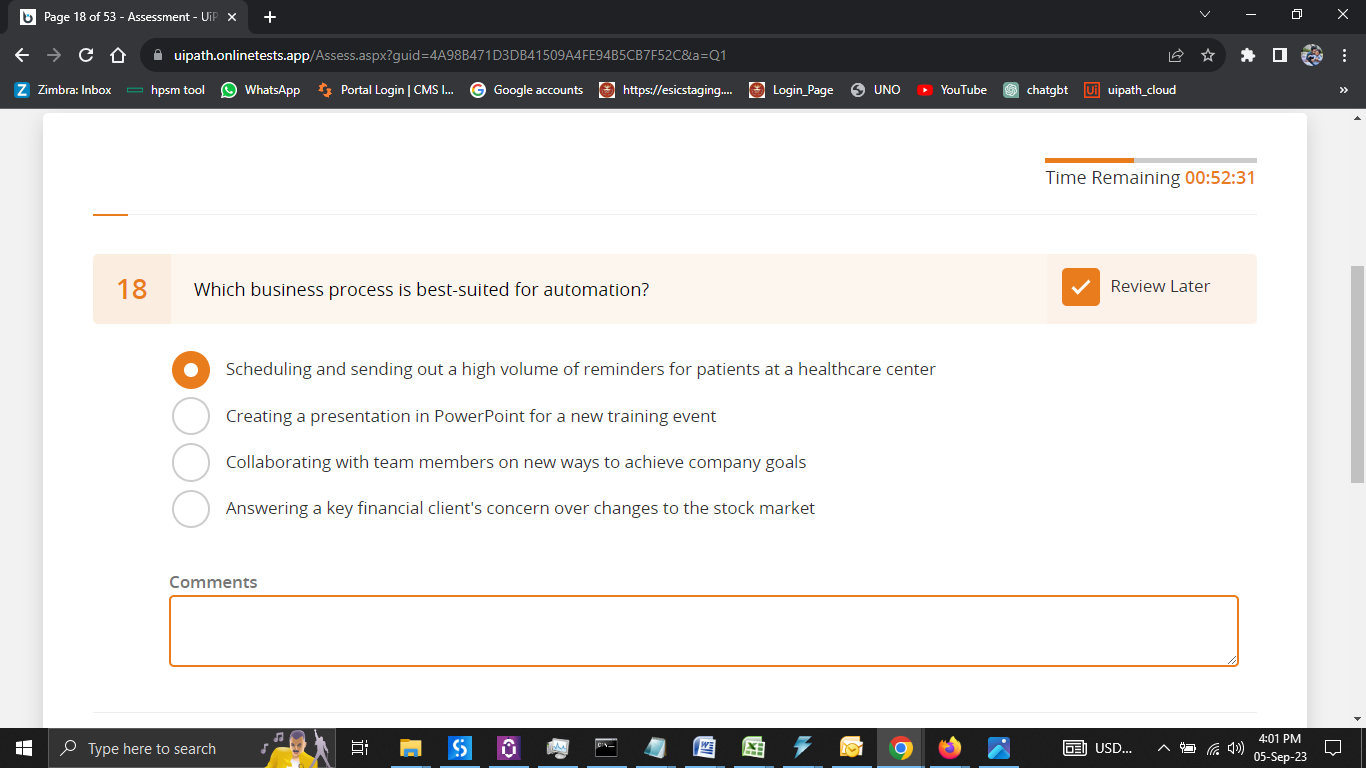 Page 18 of 53 - Assessment - UiP
uipath.onlinetests.app/Assess.aspx?guid=4A98B471D3DB41509A4FE94B5CB7F52C&a=Q1
Zimbra: Inbox
hpsm tool
WhatsApp
Portal Login | CMS I...
Google accounts
https://esicstaging....
Login_Page
UNO
YouTube
chatgbt
Ui uipath_cloud
»
Time Remaining 00:52:31
18
Which business process is best-suited for automation?
Review Later
Scheduling and sending out a high volume of reminders for patients at a healthcare center
Creating a presentation in PowerPoint for a new training event
Collaborating with team members on new ways to achieve company goals
Answering a key financial client's concern over changes to the stock market
Comments
Type here to search
USD...
4:01 PM
05-Sep-23